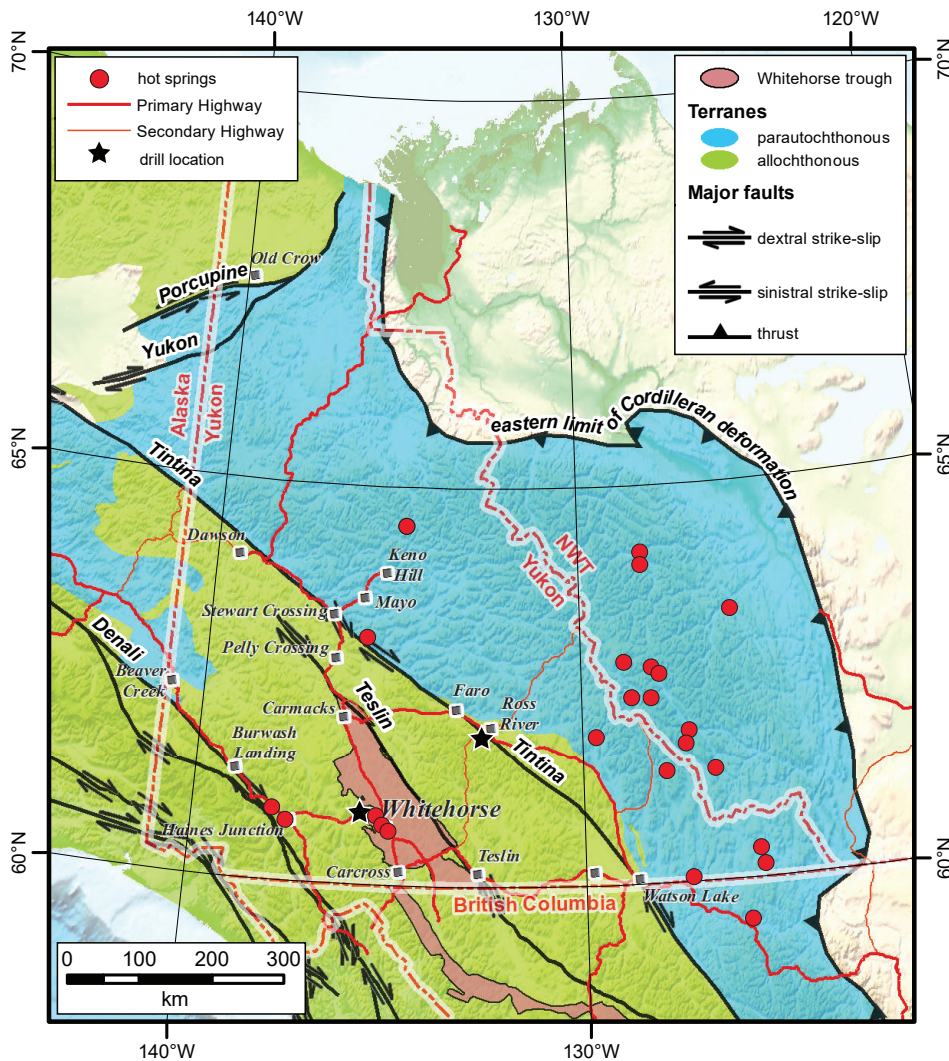 140°W
130°W
120°W
70°N
70°N
hot springs
Primary Highway
Secondary Highway
drill location
Whitehorse trough
Terranes
parautochthonous
allochthonous
Major faults
dextral strike-slip
sinistral strike-slip
thrust
Old Crow
Porcupine
Yukon
Alaska
Yukon
eastern limit of Cordilleran deformation
65°N
65°N
Tintina
Dawson
Keno
Hill
Mayo
NWT
Yukon
Stewart Crossing
Pelly Crossing
Denali
Beaver
Creek
Teslin
Carmacks
Faro
Ross
River
Tintina
Burwash
Landing
Whitehorse
Haines Junction
Carcross
Teslin
Watson Lake
60°N
60°N
British Columbia
0 100 200 300
km
140°W
130°W